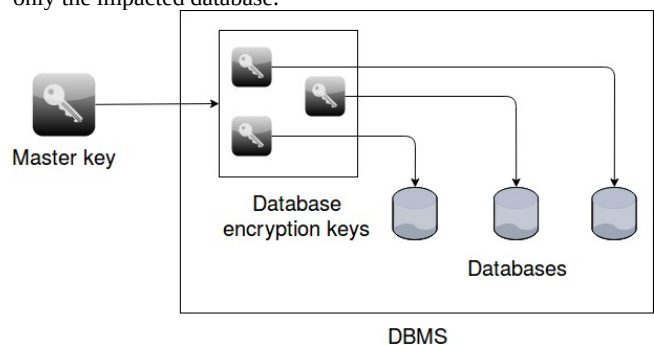 only the impacted database.
Master key
Database
encryption keys
Databases
DBMS